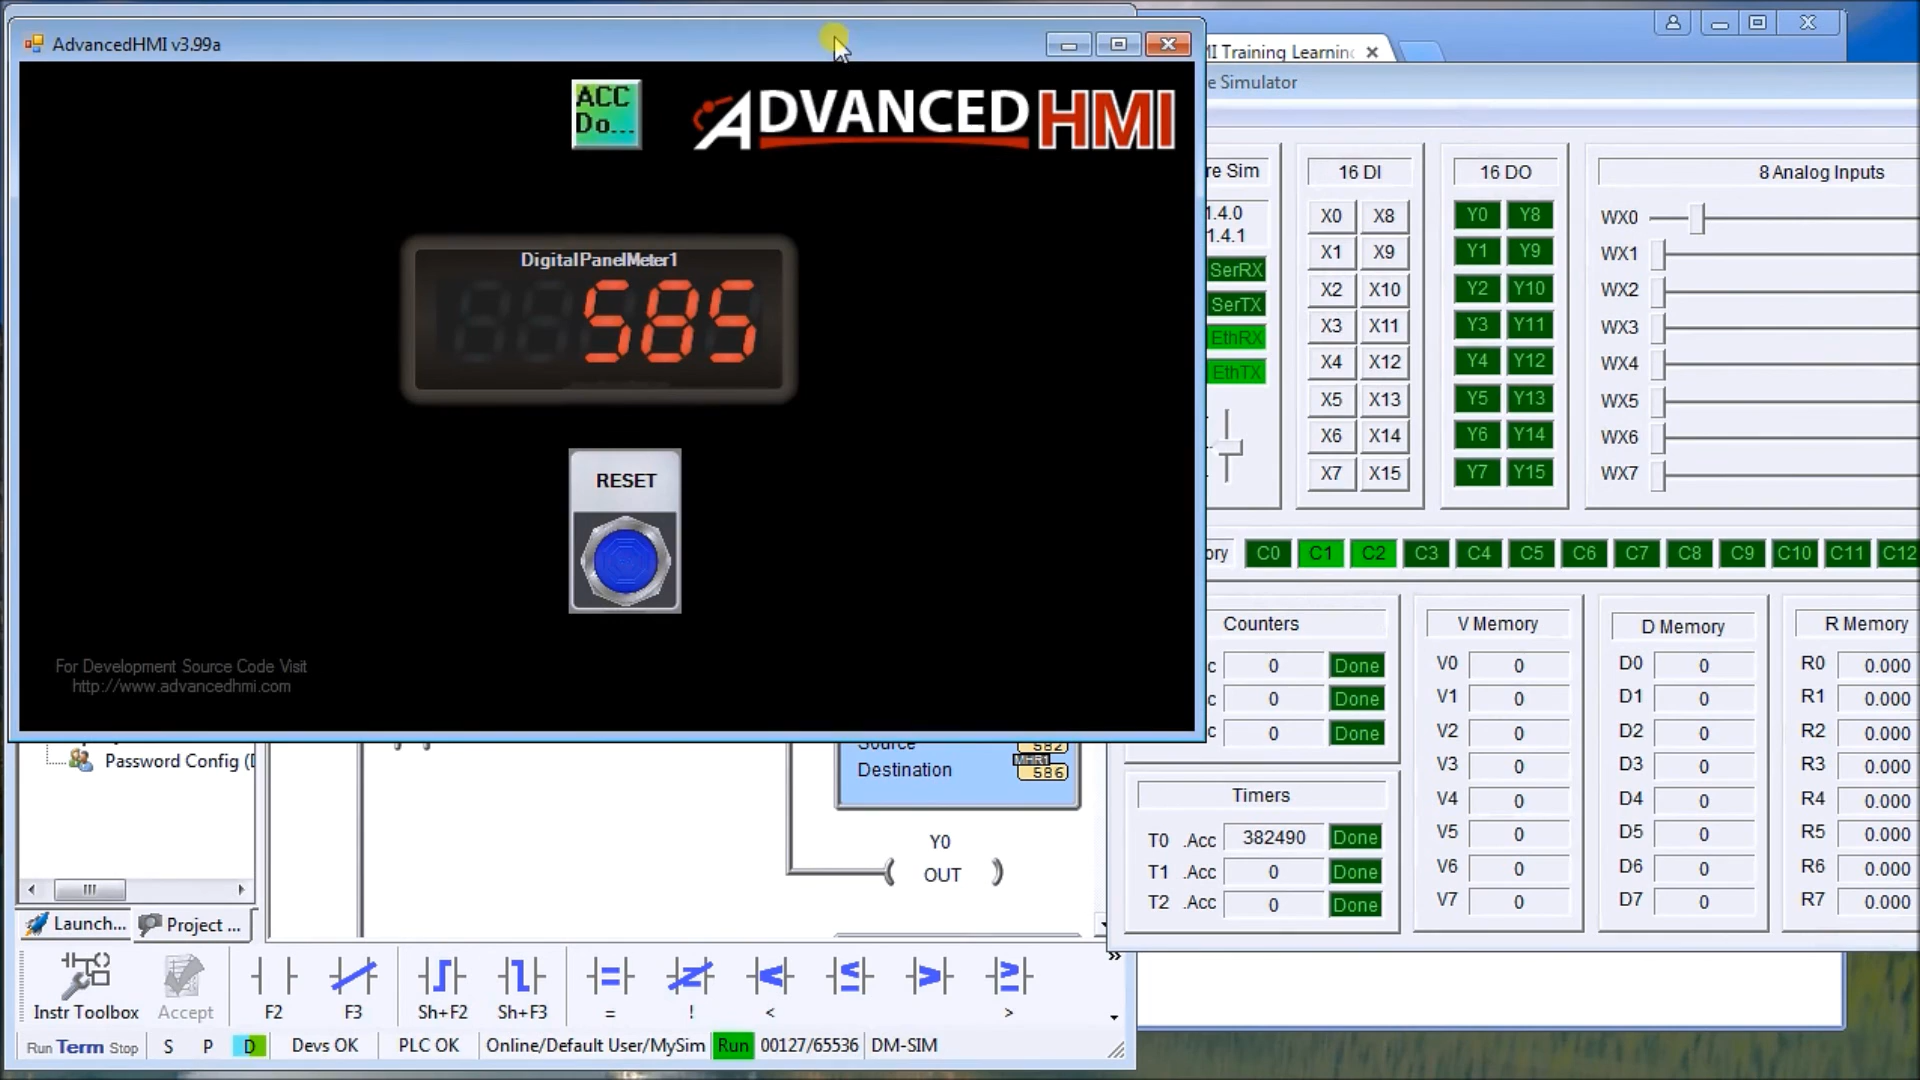 AdvancedHMI v3.99a
ACC
Do...
ADVANCED HMI
DigitalPanelMeter1
585
RESET
For Development Source Code Visit
http://www.advancedhmi.com
MI Training Learning
e Simulator
re Sim
1.4.0
1.4.1
SerRX
SerTX
EthRX
EthTX
16 DI
X0 X8
X1 X9
X2 X10
X3 X11
X4 X12
X5 X13
X6 X14
X7 X15
16 DO
Y0 Y8
Y1 Y9
Y2 Y10
Y3 Y11
Y4 Y12
Y5 Y13
Y6 Y14
Y7 Y15
8 Analog Inputs
WX0
WX1
WX2
WX3
WX4
WX5
WX6
WX7
ory C0 C1 C2 C3 C4 C5 C6 C7 C8 C9 C10 C11 C12
Counters
c 0 Done
c 0 Done
c 0 Done
Timers
T0 .Acc 382490 Done
T1 .Acc 0 Done
T2 .Acc 0 Done
V Memory
V0 0
V1 0
V2 0
V3 0
V4 0
V5 0
V6 0
V7 0
D Memory
D0 0
D1 0
D2 0
D3 0
D4 0
D5 0
D6 0
D7 0
R Memory
R0 0.000
R1 0.000
R2 0.000
R3 0.000
R4 0.000
R5 0.000
R6 0.000
R7 0.000
Password Config (D
Source 582
MHR1
Destination 586
Y0
OUT
Launch... Project ...
Instr Toolbox Accept F2 F3 Sh+F2 Sh+F3 = ! < >
Run Term Stop S P D Devs OK PLC OK Online/Default User/MySim Run 00127/65536 DM-SIM